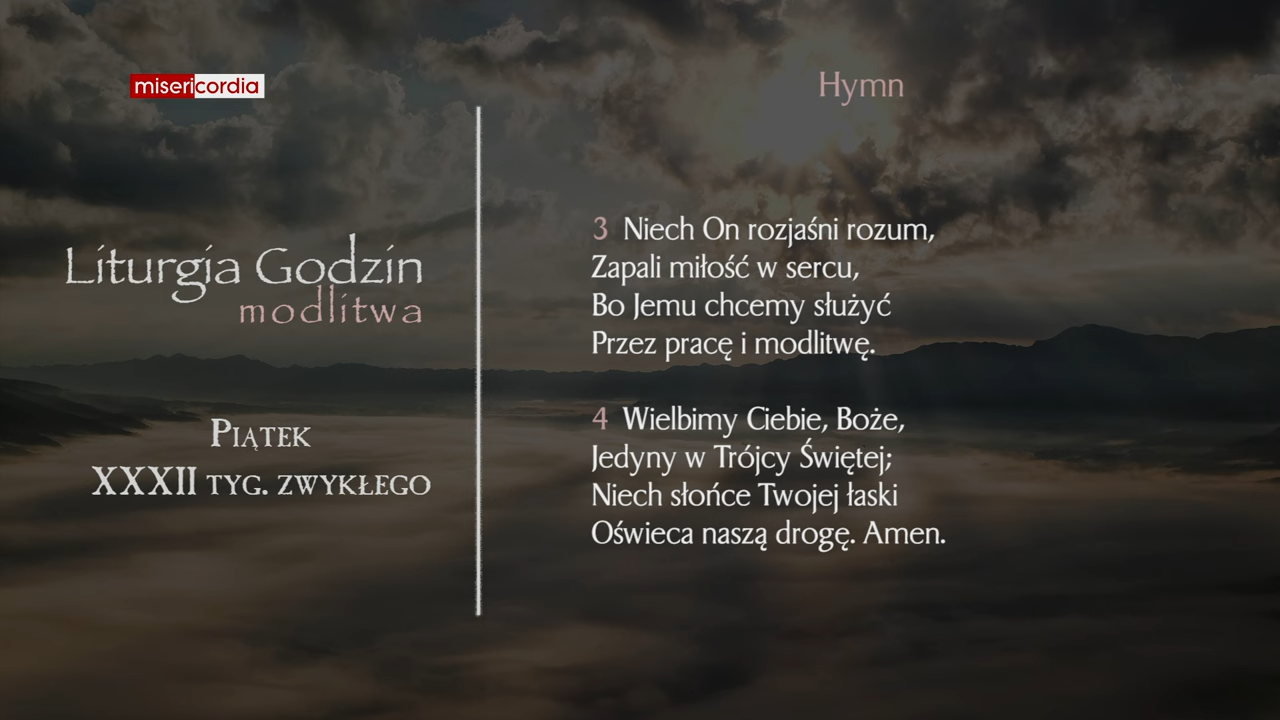 misericordia
Liturgia Godzin
modlitwa
Piątek
XXXII tyg. zwykłego
Hymn
3 Niech On rozjaśni rozum,
Zapali miłość w sercu,
Bo Jemu chcemy służyć
Przez pracę i modlitwę.
4 Wielbimy Ciebie, Boże,
Jedyny w Trójcy Świętej;
Niech słońce Twojej łaski
Oświeca naszą drogę. Amen.